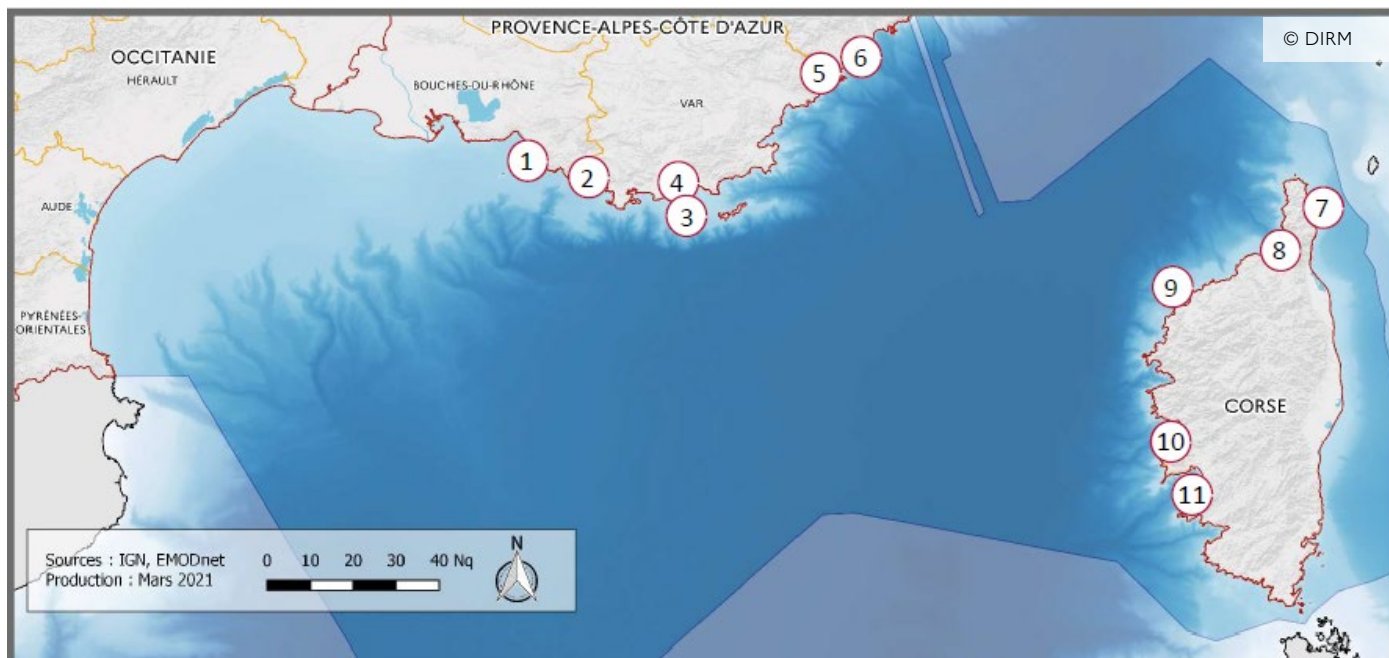 PROVENCE-ALPES-CÔTE D'AZUR
© DIRM
OCCITANIE
HÉRAULT
BOUCHES-DU-RHÔNE
VAR
AUDE
PYRÉNÉES-
ORIENTALES
CORSE
1
2
3
4
5
6
7
8
9
10
11
Sources : IGN, EMODnet
Production : Mars 2021
0 10 20 30 40 Nq
N